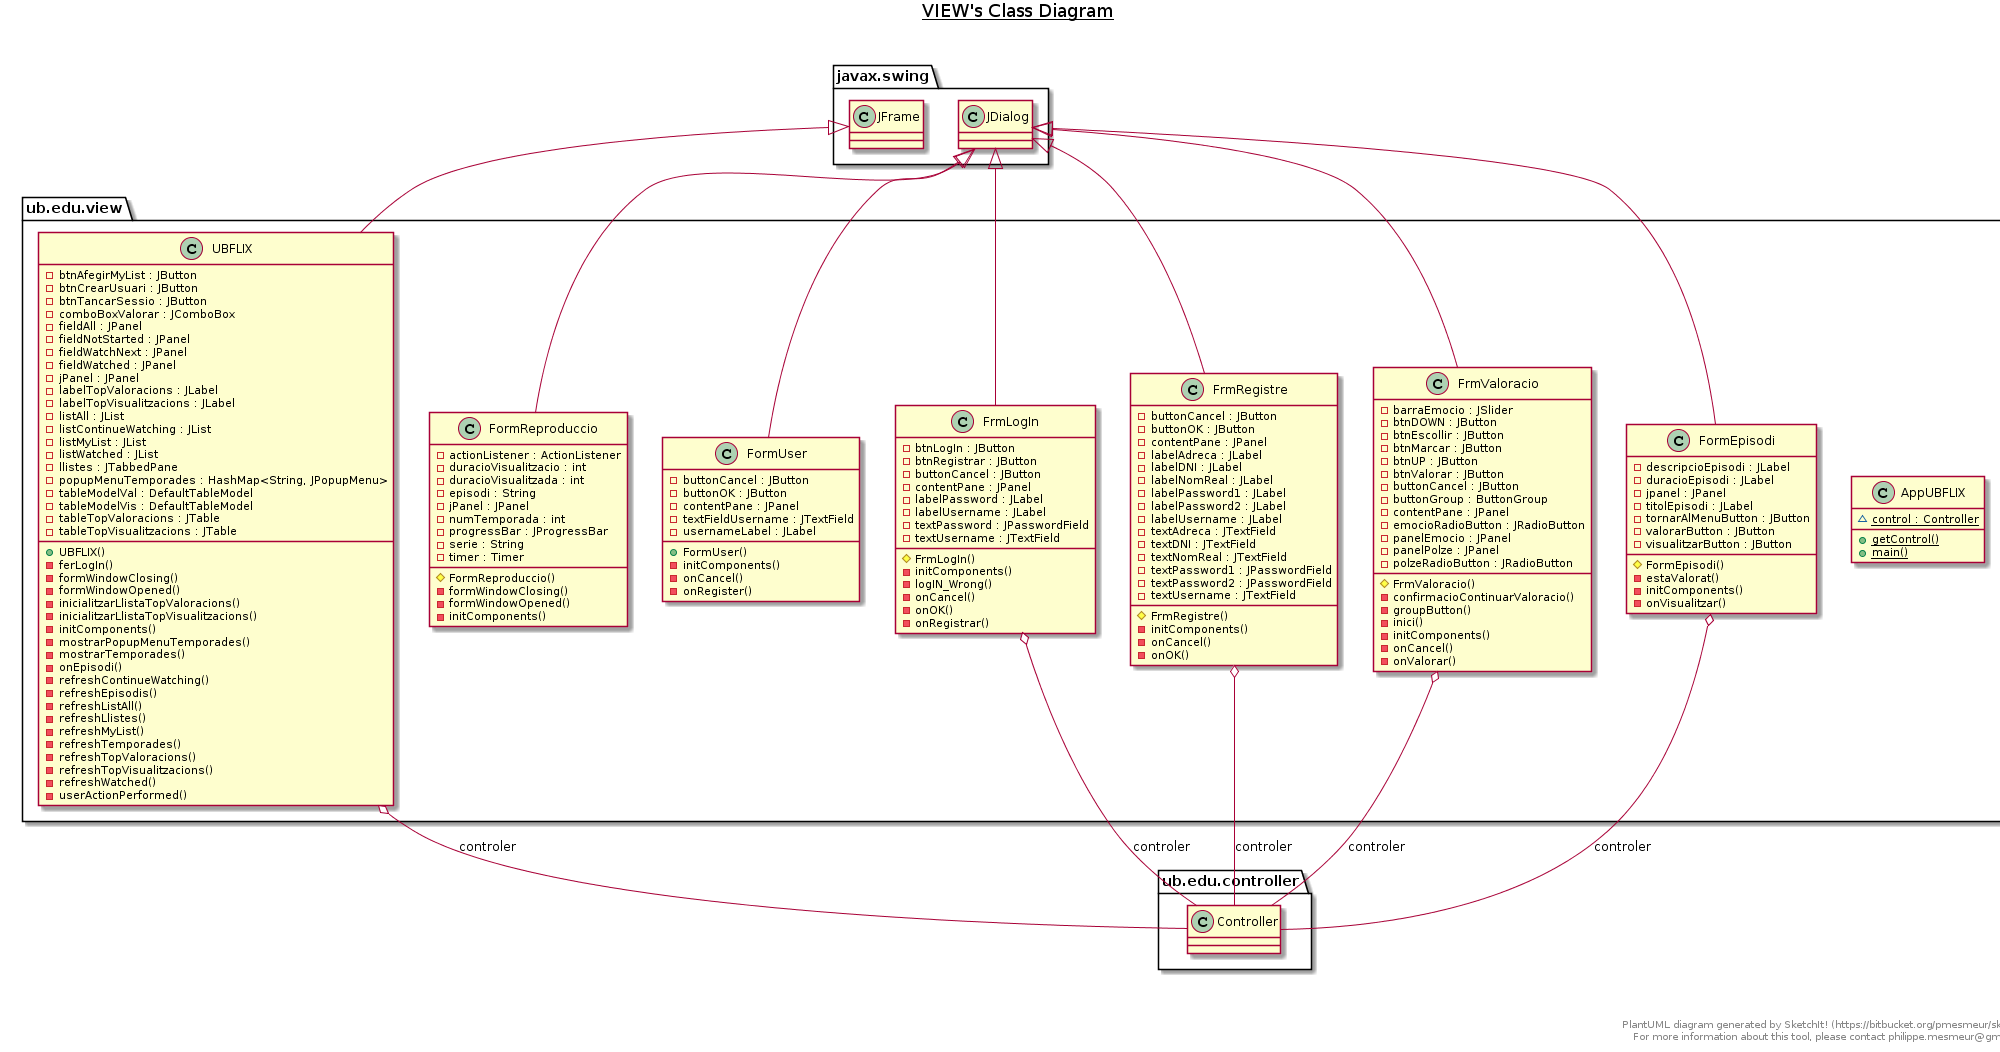 VIEW's Class Diagram
javax.swing
C JFrame
C JDialog
ub.edu.view
C UBFLIX
btnAfegirMyList : JButton
btnCrearUsuari : JButton
btnTancarSessio : JButton
comboBoxValorar : JComboBox
fieldAll : JPanel
fieldNotStarted : JPanel
fieldWatchNext : JPanel
fieldWatched : JPanel
jPanel : JPanel
labelTopValoracions : JLabel
labelTopVisualitzacions : JLabel
listAll : JList
listContinueWatching : JList
listMyList : JList
listWatched : JList
llistes : JTabbedPane
popupMenuTemporades : HashMap<String, JPopupMenu>
tableModelVal : DefaultTableModel
tableModelVis : DefaultTableModel
tableTopValoracions : JTable
tableTopVisualitzacions : JTable
UBFLIX()
ferLogIn()
formWindowClosing()
formWindowOpened()
inicialitzarLlistaTopValoracions()
inicialitzarLlistaTopVisualitzacions()
initComponents()
mostrarPopupMenuTemporades()
mostrarTemporades()
onEpisodi()
refreshContinueWatching()
refreshEpisodis()
refreshListAll()
refreshLlistes()
refreshMyList()
refreshTemporades()
refreshTopValoracions()
refreshTopVisualitzacions()
refreshWatched()
userActionPerformed()
C FormReproduccio
actionListener : ActionListener
duracioVisualitzacio : int
duracioVisualitzada : int
episodi : String
jPanel : JPanel
numTemporada : int
progressBar : JProgressBar
serie : String
timer : Timer
FormReproduccio()
formWindowClosing()
formWindowOpened()
initComponents()
C FormUser
buttonCancel : JButton
buttonOK : JButton
contentPane : JPanel
textFieldUsername : JTextField
usernameLabel : JLabel
FormUser()
initComponents()
onCancel()
onRegister()
C FrmLogIn
btnLogIn : JButton
btnRegistrar : JButton
buttonCancel : JButton
contentPane : JPanel
labelPassword : JLabel
labelUsername : JLabel
textPassword : JPasswordField
textUsername : JTextField
FrmLogIn()
initComponents()
logIN_Wrong()
onCancel()
onOK()
onRegistrar()
C FrmRegistre
buttonCancel : JButton
buttonOK : JButton
contentPane : JPanel
labelAdreca : JLabel
labelDNI : JLabel
labelNomReal : JLabel
labelPassword1 : JLabel
labelPassword2 : JLabel
labelUsername : JLabel
textAdreca : JTextField
textDNI : JTextField
textNomReal : JTextField
textPassword1 : JPasswordField
textPassword2 : JPasswordField
textUsername : JTextField
FrmRegistre()
initComponents()
onCancel()
onOK()
C FrmValoracio
barraEmocio : JSlider
btnDOWN : JButton
btnEscollir : JButton
btnMarcar : JButton
btnUP : JButton
btnValorar : JButton
buttonCancel : JButton
buttonGroup : ButtonGroup
contentPane : JPanel
emocioRadioButton : JRadioButton
panelEmocio : JPanel
panelPolze : JPanel
polzeRadioButton : JRadioButton
FrmValoracio()
confirmacioContinuarValoracio()
groupButton()
inici()
initComponents()
onCancel()
onValorar()
C FormEpisodi
descripcioEpisodi : JLabel
duracioEpisodi : JLabel
jpanel : JPanel
titolEpisodi : JLabel
tornarAlMenuButton : JButton
valorarButton : JButton
visualitzarButton : JButton
FormEpisodi()
estaValorat()
initComponents()
onVisualitzar()
C AppUBFLIX
control : Controller
getControl()
main()
controler
controler
controler
controler
controler
ub.edu.controller
C Controller
PlantUML diagram generated by SketchIt! (https://bitbucket.org/pmesmeur/sk
For more information about this tool, please contact philippe.mesmeur@gm